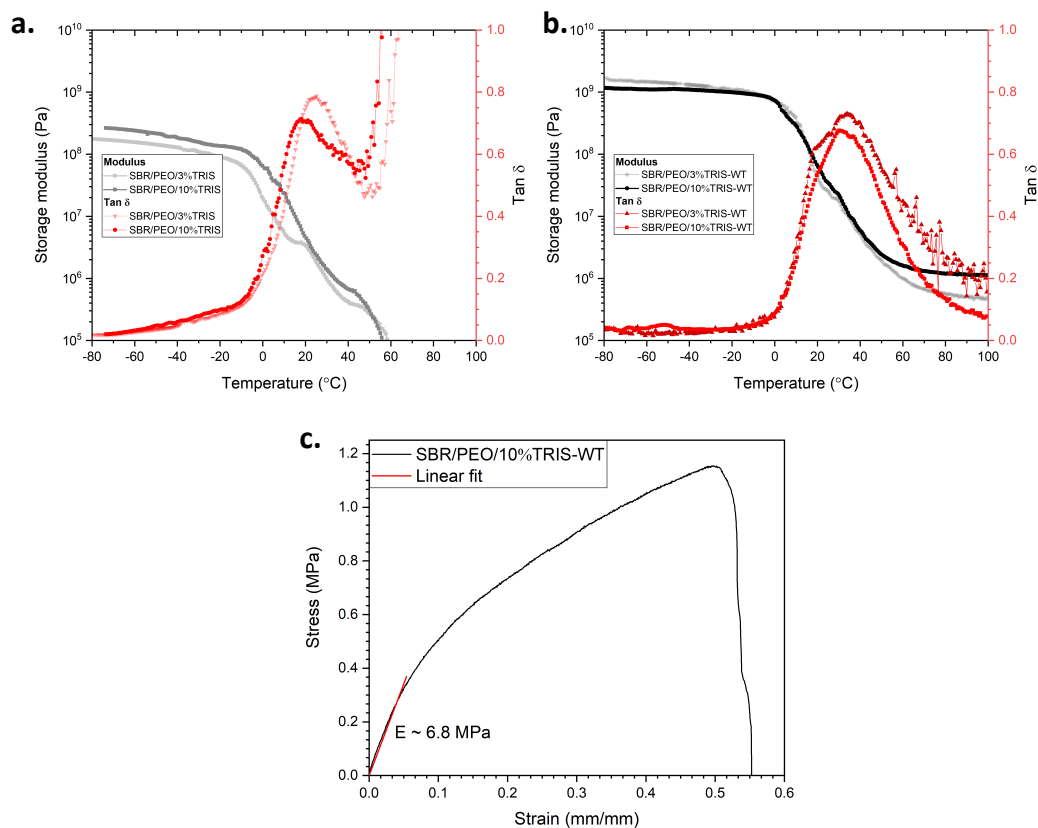 a.
10^10
10^9
10^8
10^7
10^6
10^5
Storage modulus (Pa)
Modulus
SBR/PEO/3%TRIS
SBR/PEO/10%TRIS
Tan δ
SBR/PEO/3%TRIS
SBR/PEO/10%TRIS
1.0
0.8
0.6
0.4
0.2
0.0
Tan δ
-80 -60 -40 -20 0 20 40 60 80 100
Temperature (°C)
b.
10^10
10^9
10^8
10^7
10^6
10^5
Storage modulus (Pa)
Modulus
SBR/PEO/3%TRIS-WT
SBR/PEO/10%TRIS-WT
Tan δ
SBR/PEO/3%TRIS-WT
SBR/PEO/10%TRIS-WT
1.0
0.8
0.6
0.4
0.2
0.0
Tan δ
-80 -60 -40 -20 0 20 40 60 80 100
Temperature (°C)
c.
1.2
1.0
0.8
0.6
0.4
0.2
0.0
Stress (MPa)
SBR/PEO/10%TRIS-WT
Linear fit
E ~ 6.8 MPa
0.0 0.1 0.2 0.3 0.4 0.5 0.6
Strain (mm/mm)